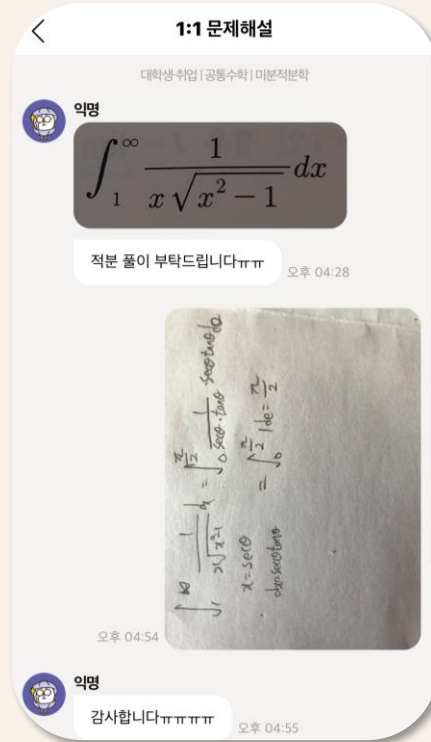 1:1 문제해설
대학생·취업 | 공통수학 | 미분적분학
익명
∫₁^∞ 1/(x√(x² − 1)) dx
적분 풀이 부탁드립니다ㅠㅠ
오후 04:28
∫₁^∞ 1/(x√(x²-1)) dx = ∫₀^(π/2) 1/(secθ·tanθ) secθtanθdθ
x = secθ = ∫₀^(π/2) 1dθ = π/2
dx=secθtanθ
오후 04:54
익명
감사합니다ㅠㅠㅠㅠ
오후 04:55